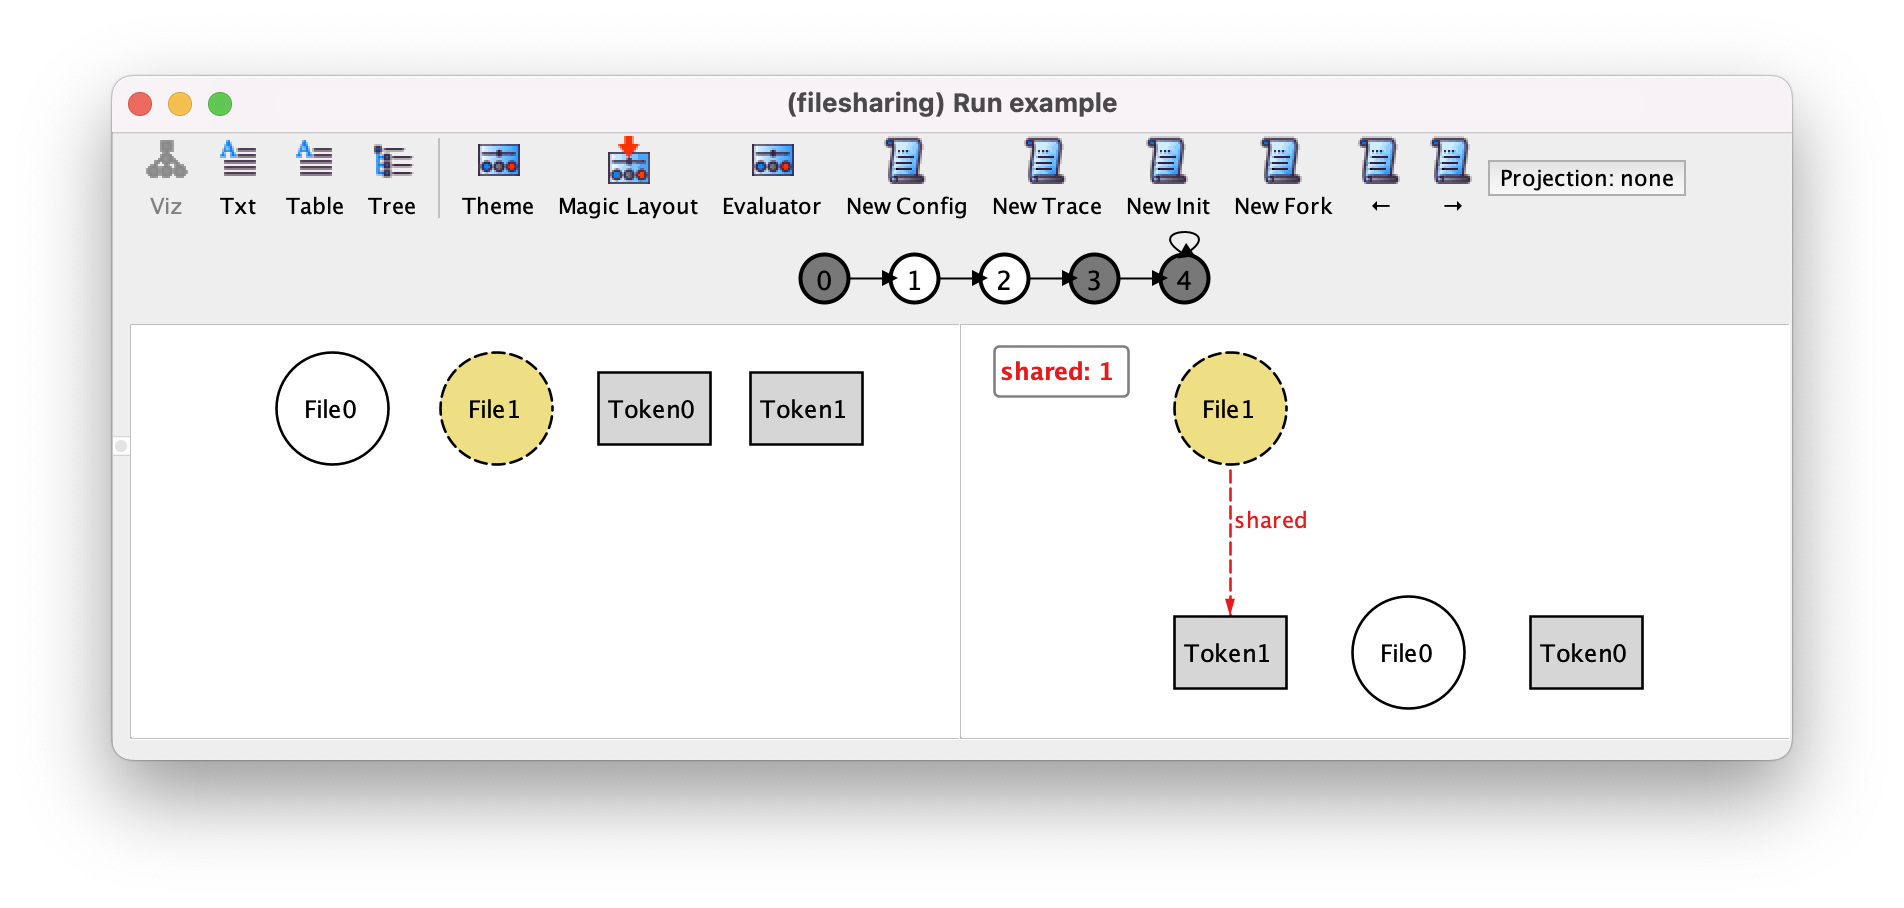 (filesharing) Run example
Viz Txt Table Tree Theme Magic Layout Evaluator New Config New Trace New Init New Fork ← → Projection: none
0 1 2 3 4
File0 File1 Token0 Token1
shared: 1
File1
shared
Token1 File0 Token0